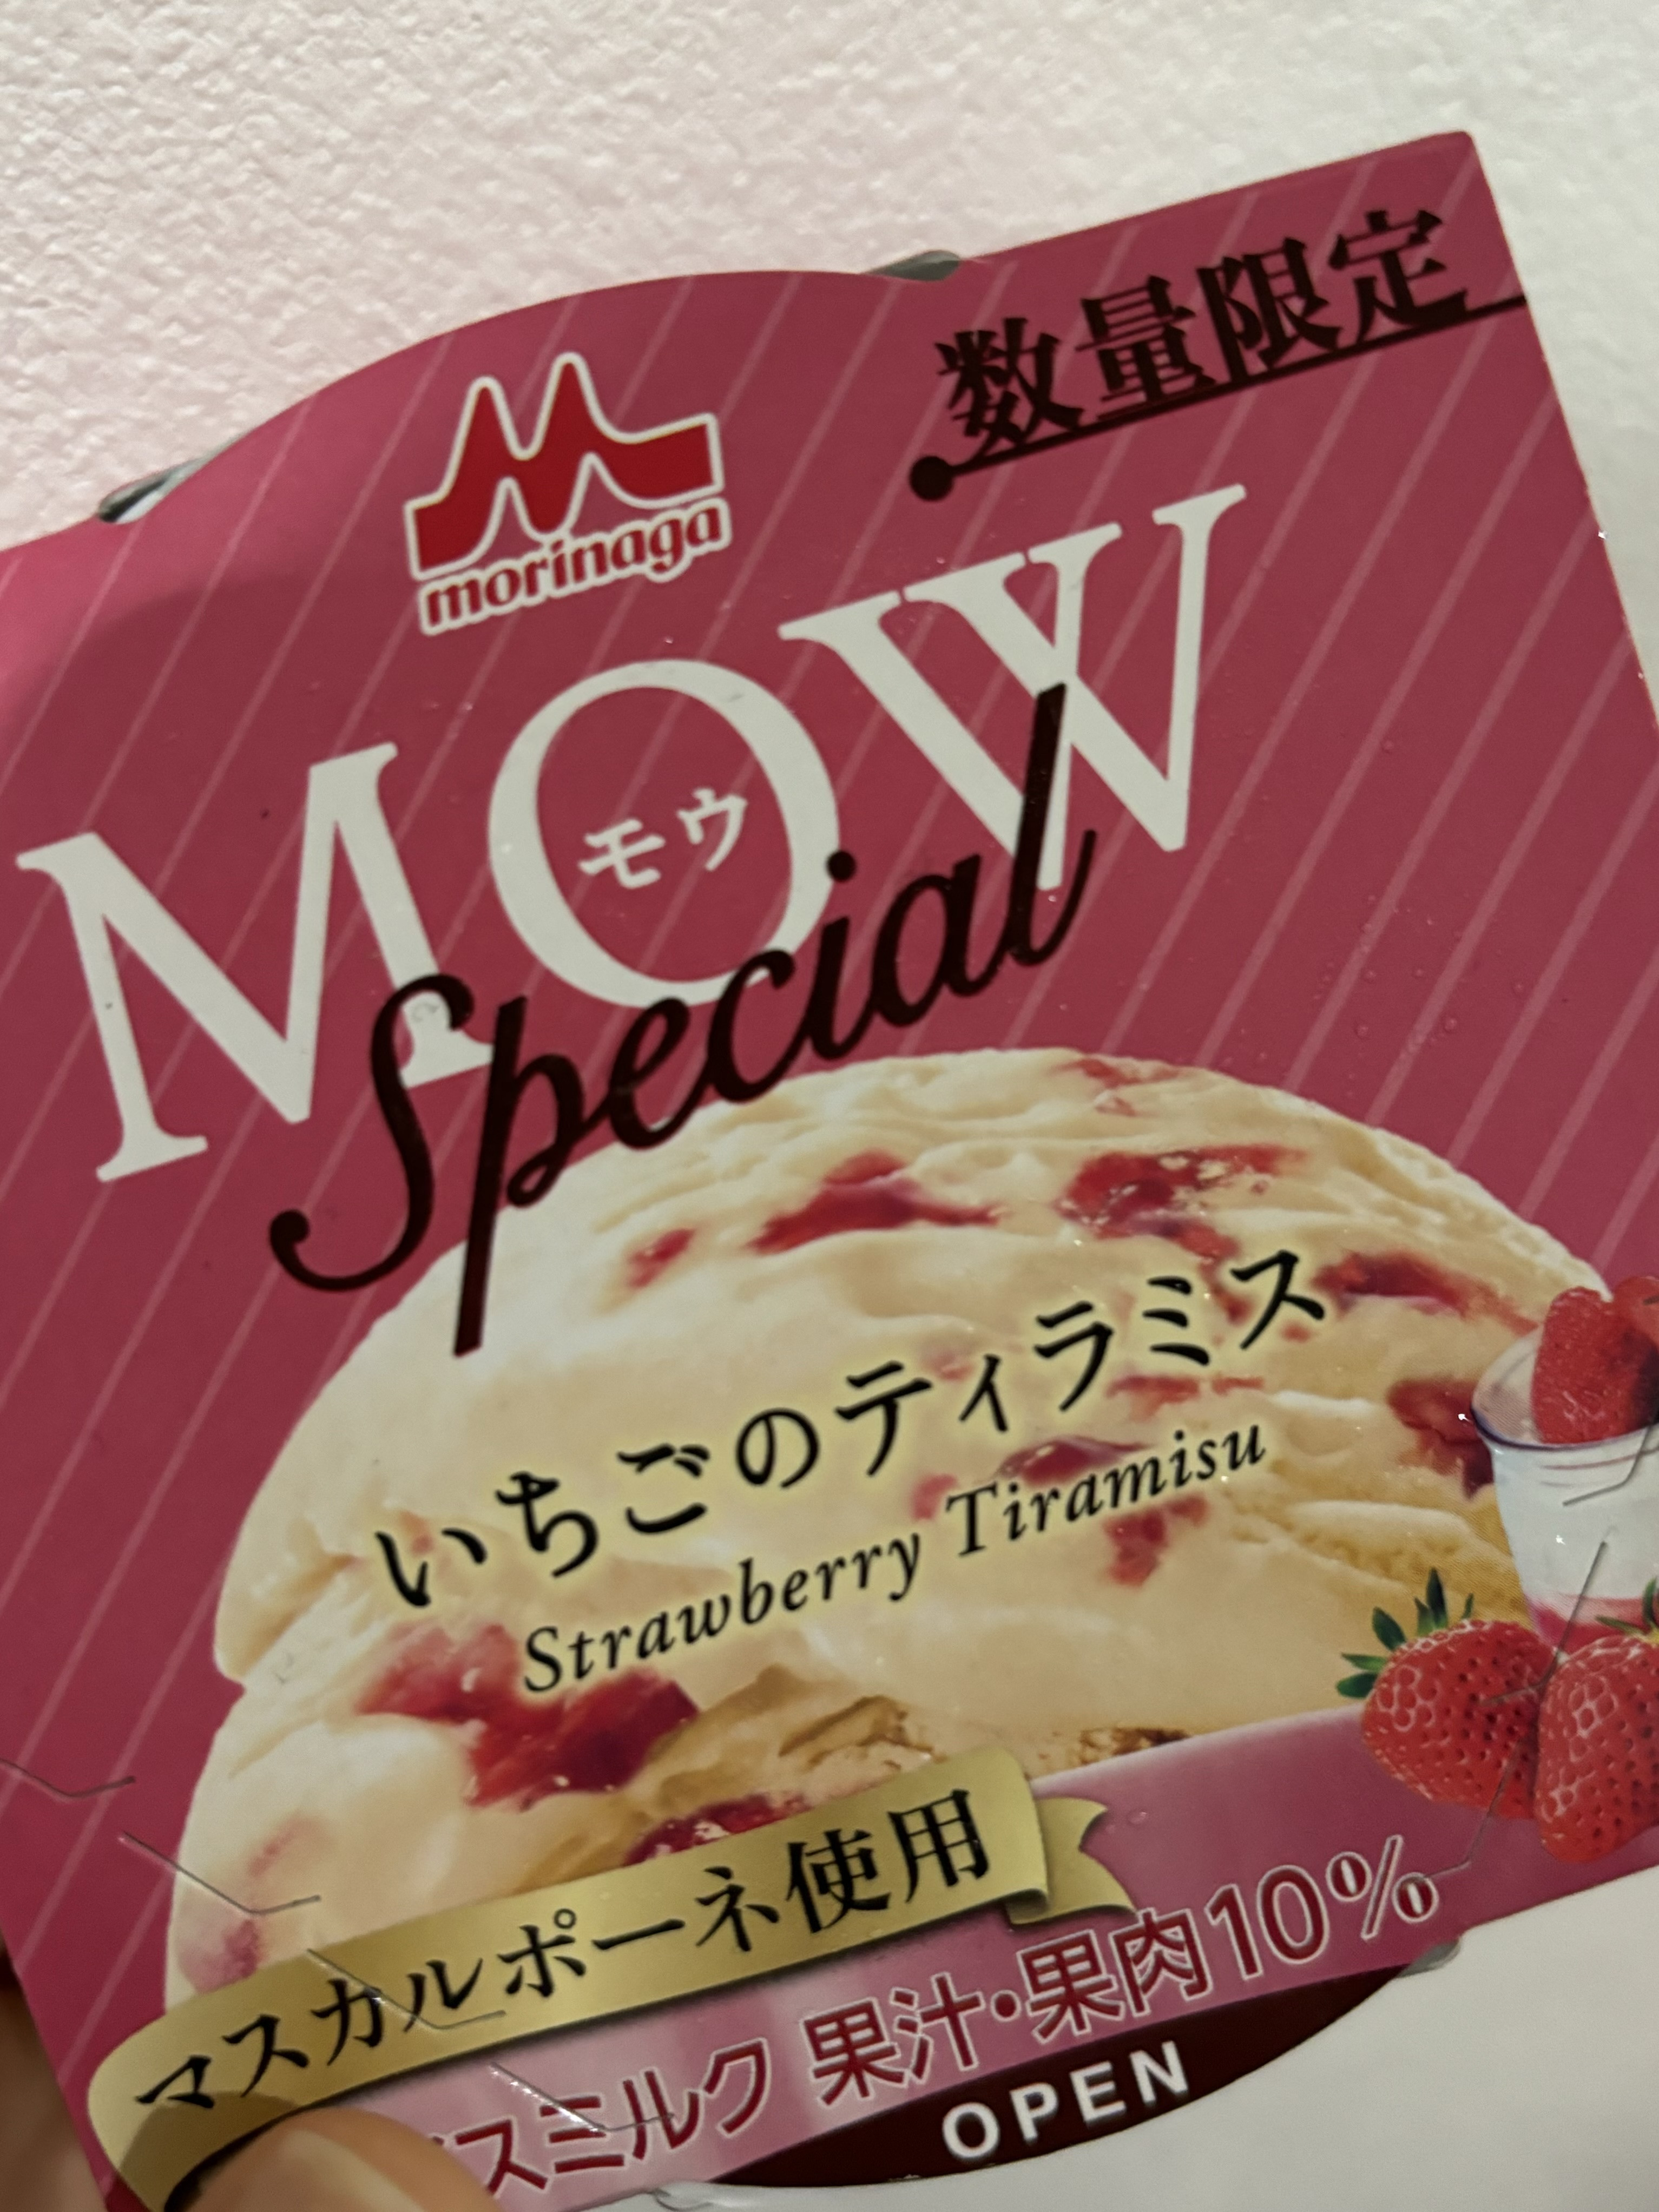 数量限定
morinaga
MOW
モウ
Special
いちごのティラミス
Strawberry Tiramisu
マスカルポーネ使用
スミルク 果汁・果肉10%
OPEN